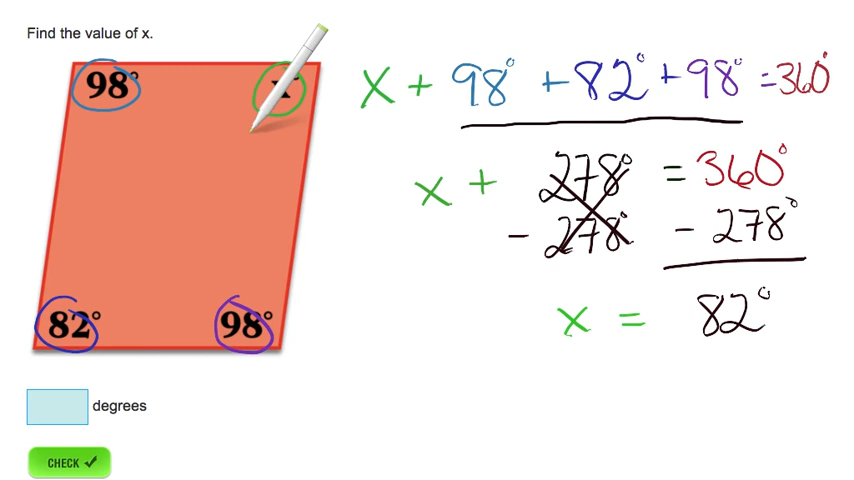 Find the value of x.
98° x°
x + 98° + 82° + 98° = 360°
x + 278° = 360°
- 278° - 278°
x = 82°
82° 98°
degrees
CHECK ✓